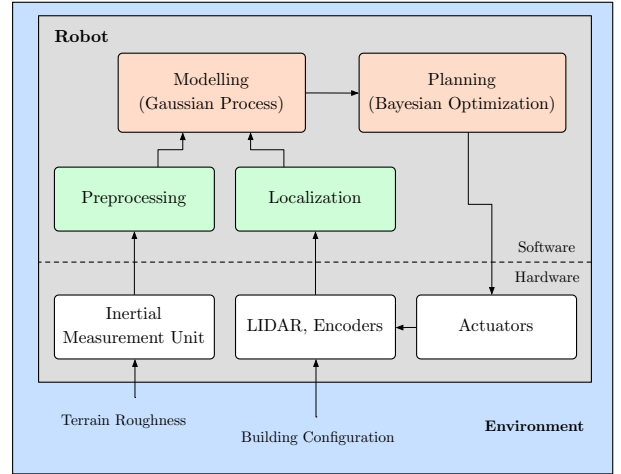 Robot
Modelling
(Gaussian Process)
Planning
(Bayesian Optimization)
Preprocessing
Localization
Software
Hardware
Inertial
Measurement Unit
LIDAR, Encoders
Actuators
Terrain Roughness
Building Configuration
Environment